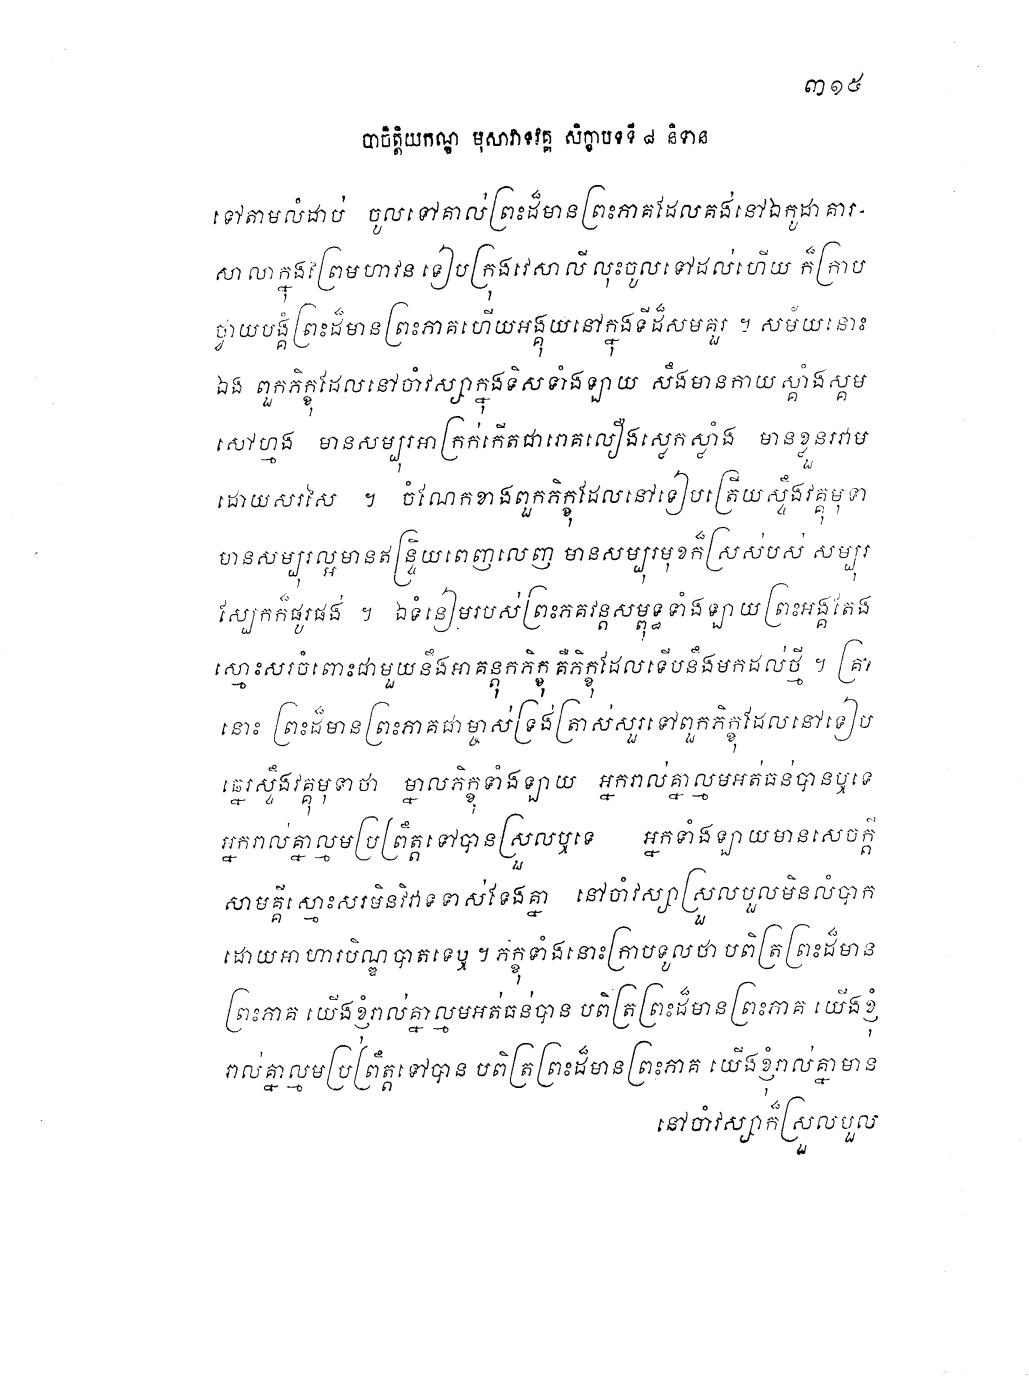 ៣១៥
បាចិត្តិយកណ្ឌ មុសាវាទវគ្គ សិក្ខាបទទី ៨ និទាន
ទៅតាមលំដាប់ ចូលទៅគាល់ព្រះដ៏មានព្រះភាគដែលគង់នៅឯកូដាគារ-
សាលាក្នុងព្រៃមហាវន ទៀបក្រុងវេសាលី លុះចូលទៅដល់ហើយ ក៏ក្រាប
ថ្វាយបង្គំព្រះដ៏មានព្រះភាគហើយអង្គុយនៅក្នុងទីដ៏សមគួរ ។ សម័យនោះ
ឯង ពួកភិក្ខុដែលនៅចាំវស្សាក្នុងទិសទាំងឡាយ សឹងមានកាយស្គាំងស្គម
សៅហ្មង មានសម្បុរអាក្រក់កើតជារោគលឿងស្លេកស្លាំង មានខ្លួនរវាម
ដោយសរសៃ ។ ចំណែកខាងពួកភិក្ខុដែលនៅទៀបត្រើយស្ទឹងវគ្គុមុទា
មានសម្បុរល្អមានឥន្ទ្រិយពេញលេញ មានសម្បុរមុខក៏ស្រស់បស់ សម្បុរ
ស្បែកក៏ផូរផង់ ។ ឯទំនៀមរបស់ព្រះភគវន្តសម្ពុទ្ធទាំងឡាយ ព្រះអង្គតែង
ស្មោះសរចំពោះជាមួយនឹងអាគន្តុកភិក្ខុ គឺភិក្ខុដែលទើបនឹងមកដល់ថ្មី ។ គ្រា
នោះ ព្រះដ៏មានព្រះភាគជាម្ចាស់ទ្រង់ត្រាស់សួរទៅពួកភិក្ខុដែលនៅទៀប
ឆ្នេរស្ទឹងវគ្គុមុទាថា ម្នាលភិក្ខុទាំងឡាយ អ្នករាល់គ្នាល្មមអត់ធន់បានឬទេ
អ្នករាល់គ្នាល្មមប្រព្រឹត្តទៅបានស្រួលឬទេ អ្នកទាំងឡាយមានសេចក្តី
សាមគ្គីស្មោះសរមិនវិវាទទាស់ទែងគ្នា នៅចាំវស្សាស្រួលបួលមិនលំបាក
ដោយអាហារបិណ្ឌបាតទេឬ ។ ភិក្ខុទាំងនោះក្រាបទូលថា បពិត្រព្រះដ៏មាន
ព្រះភាគ យើងខ្ញុំរាល់គ្នាល្មមអត់ធន់បាន បពិត្រព្រះដ៏មានព្រះភាគ យើងខ្ញុំ
រាល់គ្នាល្មមប្រព្រឹត្តទៅបាន បពិត្រព្រះដ៏មានព្រះភាគ យើងខ្ញុំរាល់គ្នាមាន
នៅចាំវស្សាក៏ស្រួលបួល